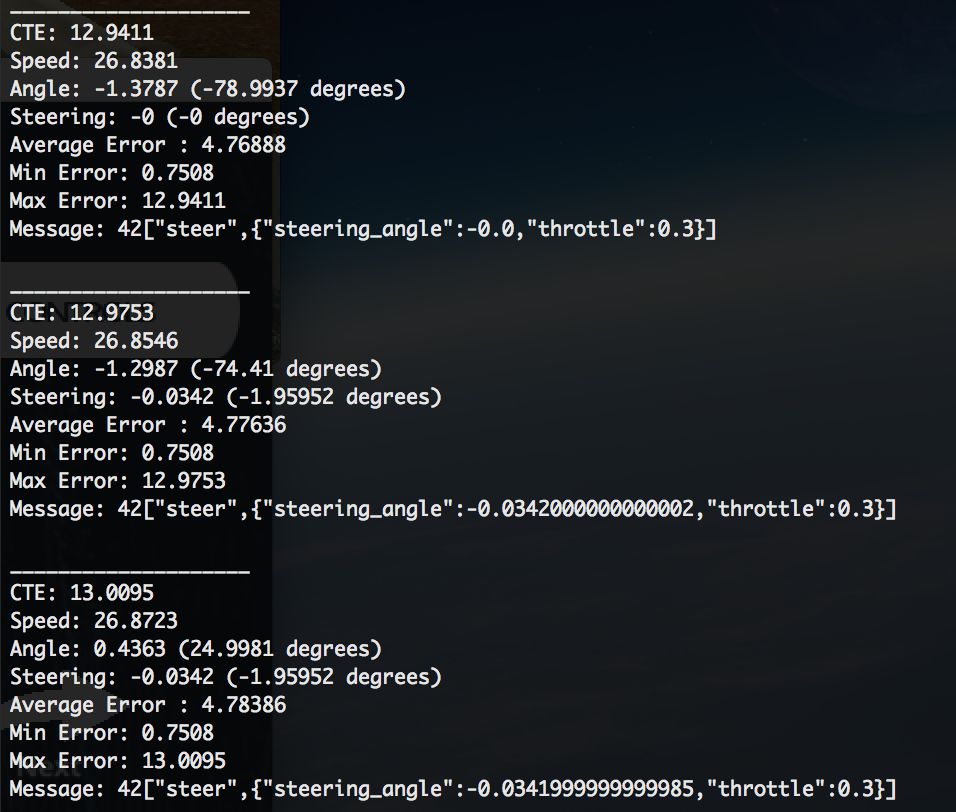 ____________________
CTE: 12.9411
Speed: 26.8381
Angle: -1.3787 (-78.9937 degrees)
Steering: -0 (-0 degrees)
Average Error : 4.76888
Min Error: 0.7508
Max Error: 12.9411
Message: 42["steer",{"steering_angle":-0.0,"throttle":0.3}]
____________________
CTE: 12.9753
Speed: 26.8546
Angle: -1.2987 (-74.41 degrees)
Steering: -0.0342 (-1.95952 degrees)
Average Error : 4.77636
Min Error: 0.7508
Max Error: 12.9753
Message: 42["steer",{"steering_angle":-0.0342000000000002,"throttle":0.3}]
____________________
CTE: 13.0095
Speed: 26.8723
Angle: 0.4363 (24.9981 degrees)
Steering: -0.0342 (-1.95952 degrees)
Average Error : 4.78386
Min Error: 0.7508
Max Error: 13.0095
Next
Message: 42["steer",{"steering_angle":-0.0341999999999985,"throttle":0.3}]